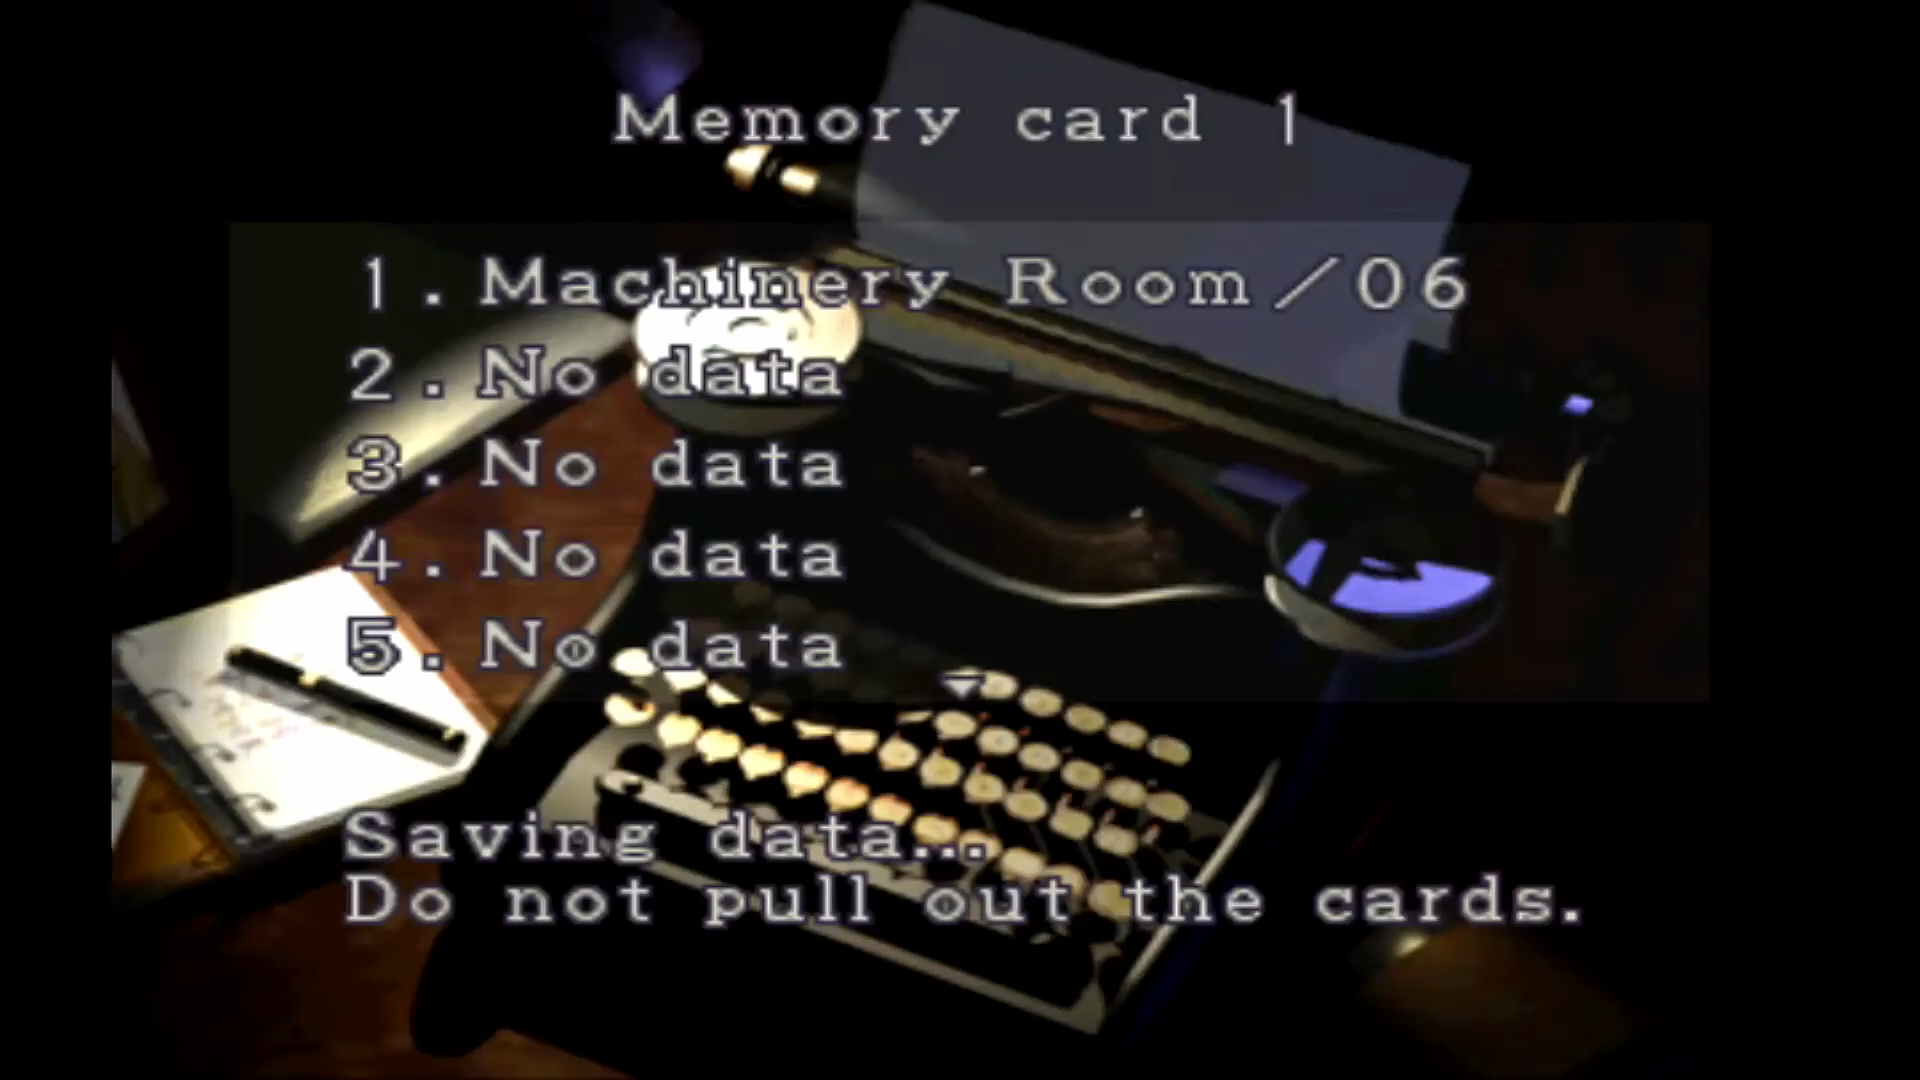 Memory card 1
1. Machinery Room/06
2. No data
3. No data
4. No data
5. No data
Saving data...
Do not pull out the cards.